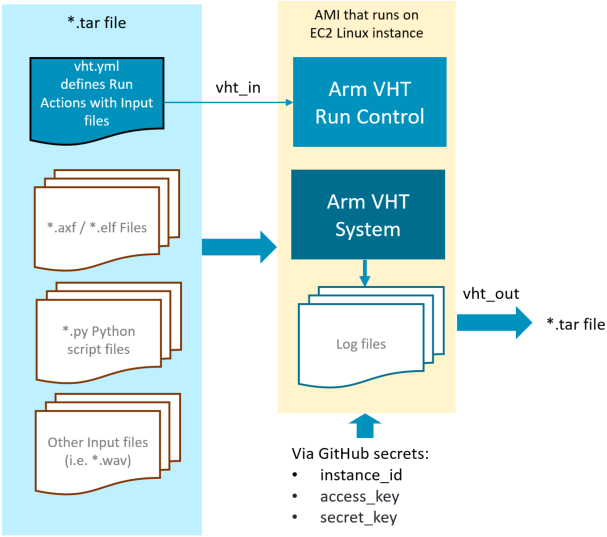 *.tar file
vht.yml
defines Run
Actions with Input
files
*.axf / *.elf Files
*.py Python
script files
Other Input files
(i.e. *.wav)
vht_in
AMI that runs on
EC2 Linux instance
Arm VHT
Run Control
Arm VHT
System
Log files
vht_out
*.tar file
Via GitHub secrets:
• instance_id
• access_key
• secret_key